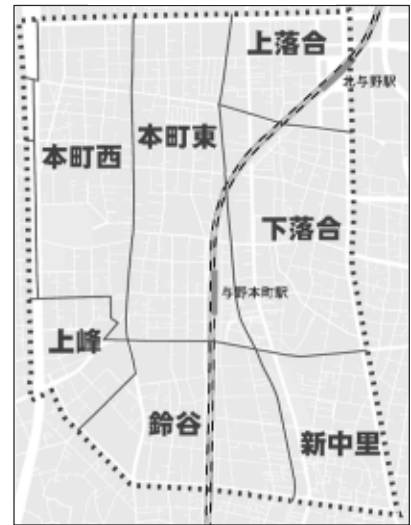 上落合
北与野駅
本町西
本町東
下落合
与野本町駅
上峰
鈴谷
新中里